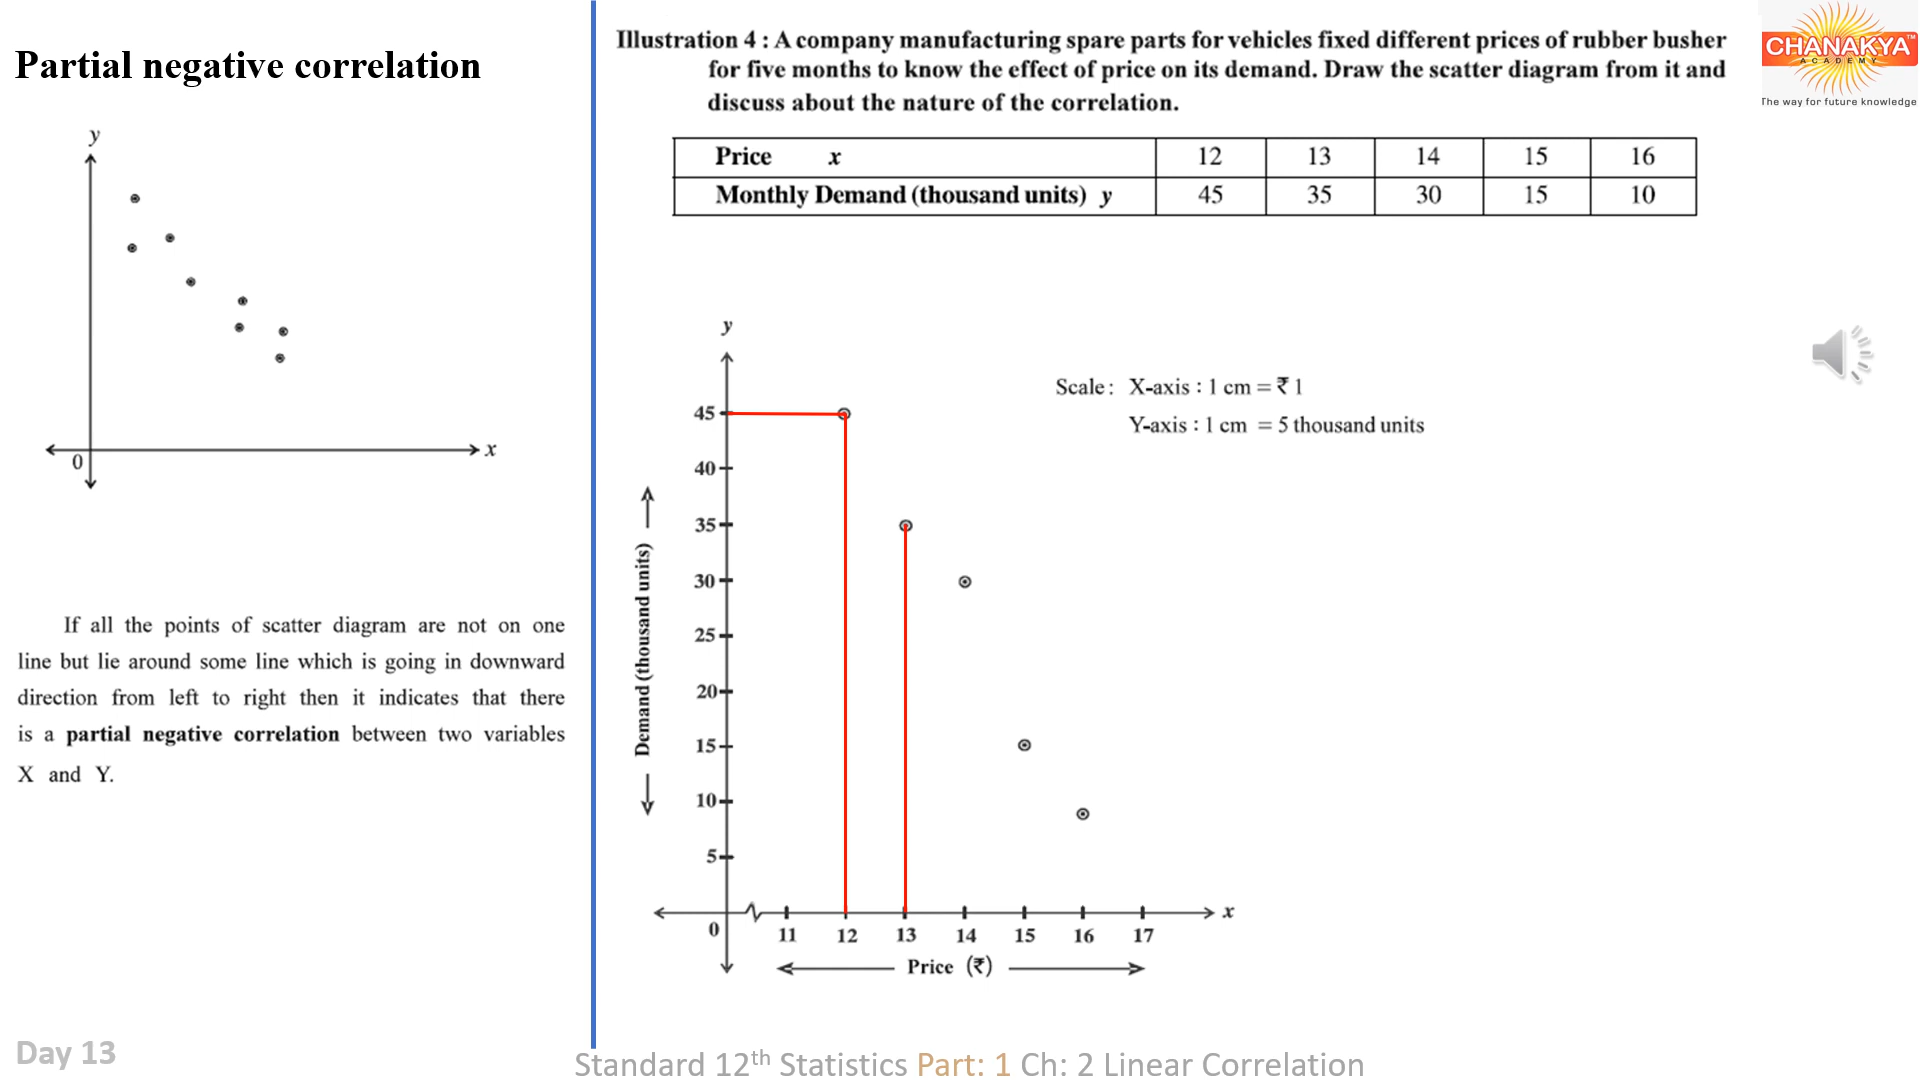 Partial negative correlation
y
x
0
If all the points of scatter diagram are not on one
line but lie around some line which is going in downward
direction from left to right then it indicates that there
is a partial negative correlation between two variables
X and Y.
Day 13
Illustration 4 : A company manufacturing spare parts for vehicles fixed different prices of rubber busher
for five months to know the effect of price on its demand. Draw the scatter diagram from it and
discuss about the nature of the correlation.
Price x 12 13 14 15 16
Monthly Demand (thousand units) y 45 35 30 15 10
y
Scale : X-axis : 1 cm = ₹ 1
Y-axis : 1 cm = 5 thousand units
45
40
35
30
25
20
15
10
5
Demand (thousand units)
x
0 11 12 13 14 15 16 17
Price (₹)
CHANAKYA™
ACADEMY
The way for future knowledge
Standard 12th Statistics Part: 1 Ch: 2 Linear Correlation